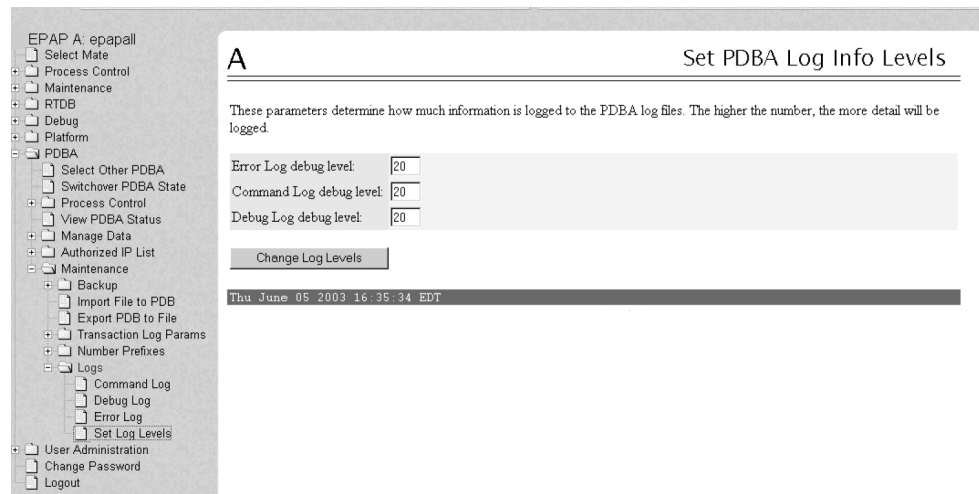 EPAP A: epapall
Select Mate
Process Control
Maintenance
RTDB
Debug
Platform
PDBA
Select Other PDBA
Switchover PDBA State
Process Control
View PDBA Status
Manage Data
Authorized IP List
Maintenance
Backup
Import File to PDB
Export PDB to File
Transaction Log Params
Number Prefixes
Logs
Command Log
Debug Log
Error Log
Set Log Levels
User Administration
Change Password
Logout
A
Set PDBA Log Info Levels
These parameters determine how much information is logged to the PDBA log files. The higher the number, the more detail will be
logged.
Error Log debug level: 20
Command Log debug level: 20
Debug Log debug level: 20
Change Log Levels
Thu June 05 2003 16:35:34 EDT